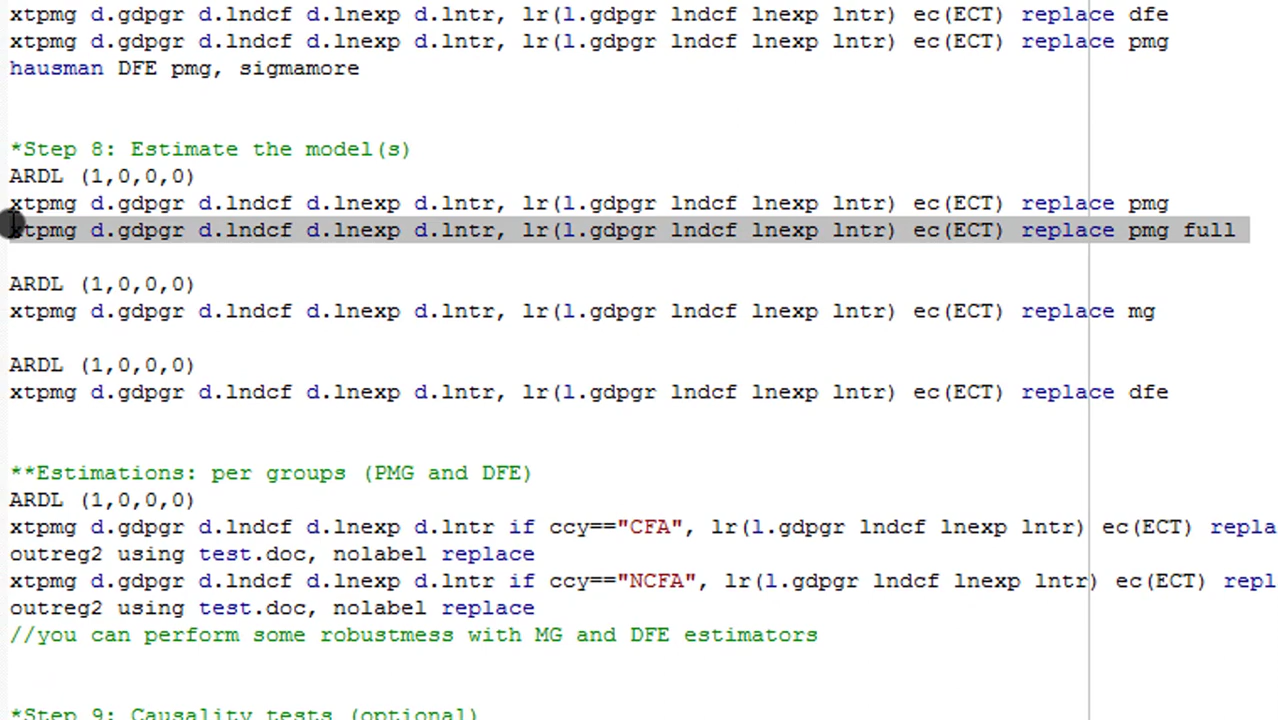 xtpmg d.gdpgr d.lndcf d.lnexp d.lntr, lr(l.gdpgr lndcf lnexp lntr) ec(ECT) replace dfe
xtpmg d.gdpgr d.lndcf d.lnexp d.lntr, lr(l.gdpgr lndcf lnexp lntr) ec(ECT) replace pmg
hausman DFE pmg, sigmamore
*Step 8: Estimate the model(s)
ARDL (1,0,0,0)
xtpmg d.gdpgr d.lndcf d.lnexp d.lntr, lr(l.gdpgr lndcf lnexp lntr) ec(ECT) replace pmg
xtpmg d.gdpgr d.lndcf d.lnexp d.lntr, lr(l.gdpgr lndcf lnexp lntr) ec(ECT) replace pmg full
ARDL (1,0,0,0)
xtpmg d.gdpgr d.lndcf d.lnexp d.lntr, lr(l.gdpgr lndcf lnexp lntr) ec(ECT) replace mg
ARDL (1,0,0,0)
xtpmg d.gdpgr d.lndcf d.lnexp d.lntr, lr(l.gdpgr lndcf lnexp lntr) ec(ECT) replace dfe
**Estimations: per groups (PMG and DFE)
ARDL (1,0,0,0)
xtpmg d.gdpgr d.lndcf d.lnexp d.lntr if ccy=="CFA", lr(l.gdpgr lndcf lnexp lntr) ec(ECT) repla
outreg2 using test.doc, nolabel replace
xtpmg d.gdpgr d.lndcf d.lnexp d.lntr if ccy=="NCFA", lr(l.gdpgr lndcf lnexp lntr) ec(ECT) repl
outreg2 using test.doc, nolabel replace
//you can perform some robustmess with MG and DFE estimators
*Step 9: Causality tests (optional)